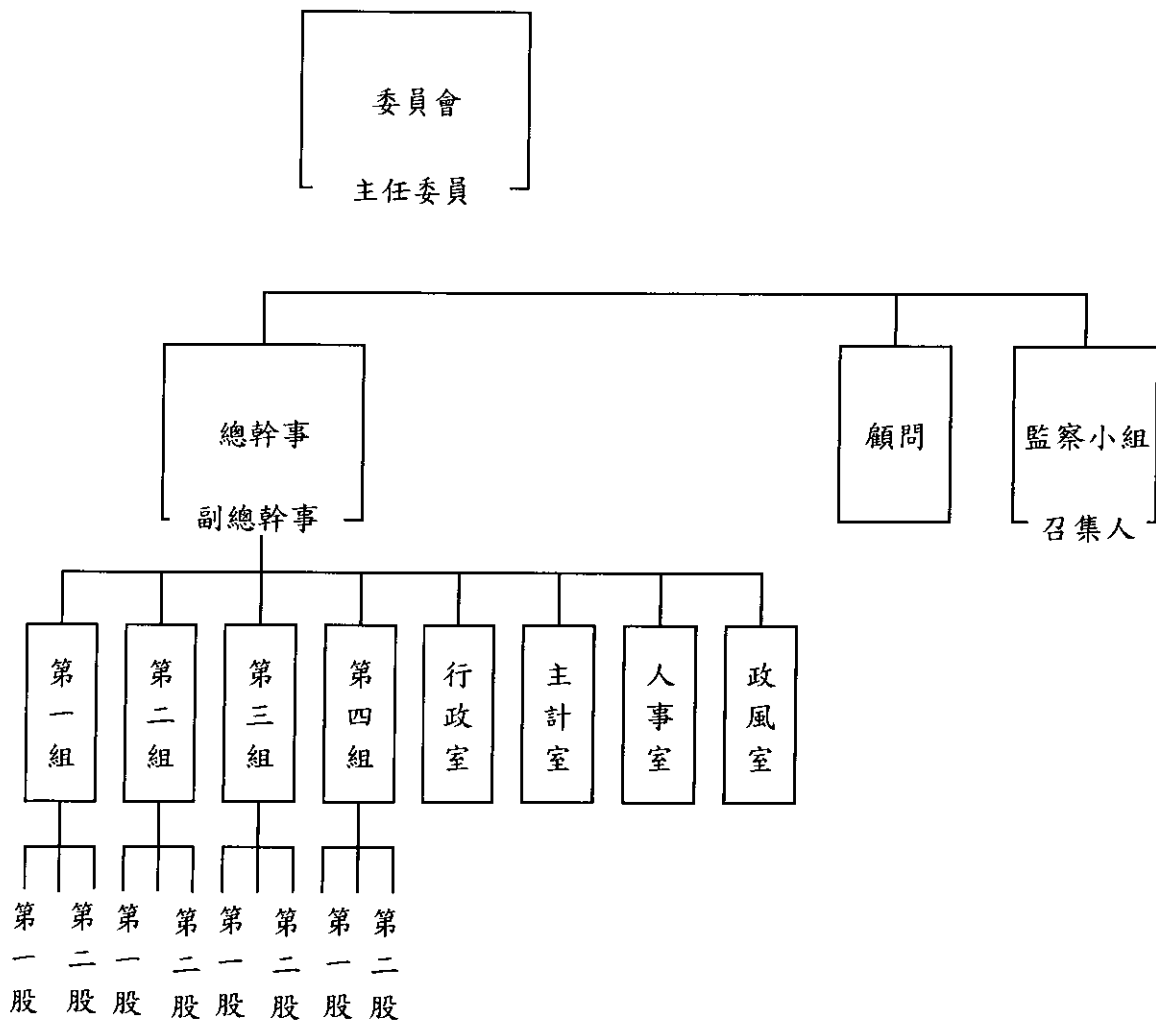 委員會
主任委員
總幹事
副總幹事
顧問
監察小組
召集人
第一組
第二組
第三組
第四組
行政室
主計室
人事室
政風室
第一股
第二股
第一股
第二股
第一股
第二股
第一股
第二股